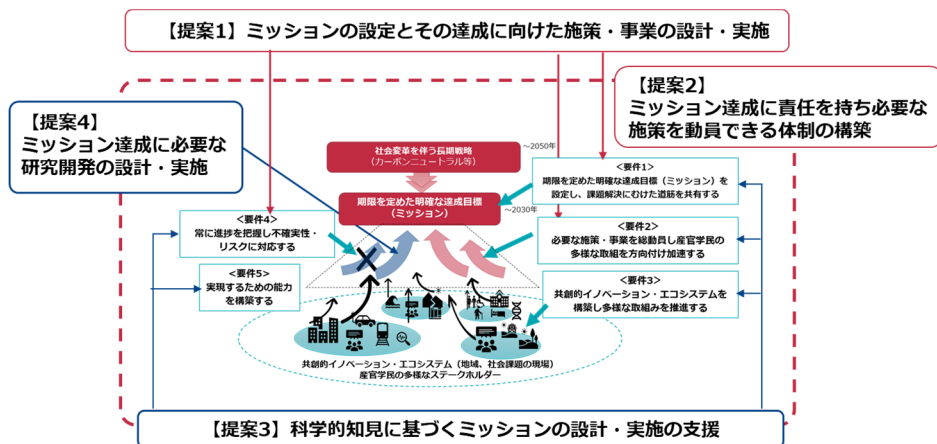 【提案1】ミッションの設定とその達成に向けた施策・事業の設計・実施
【提案2】
ミッション達成に責任を持ち必要な
施策を動員できる体制の構築
【提案4】
ミッション達成に必要な
研究開発の設計・実施
社会変革を伴う長期戦略
（カーボンニュートラル等）
～2050年
期限を定めた明確な達成目標
（ミッション）
～2030年
＜要件1＞
期限を定めた明確な達成目標（ミッション）を
設定し、課題解決にむけた道筋を共有する
＜要件4＞
常に進捗を把握し不確実性・
リスクに対応する
＜要件2＞
必要な施策・事業を総動員し産官学民の
多様な取組を方向付け加速する
＜要件5＞
実現するための能力
を構築する
＜要件3＞
共創的イノベーション・エコシステムを
構築し多様な取組みを推進する
共創的イノベーション・エコシステム（地域、社会課題の現場）
産官学民の多様なステークホルダー
【提案3】科学的知見に基づくミッションの設計・実施の支援